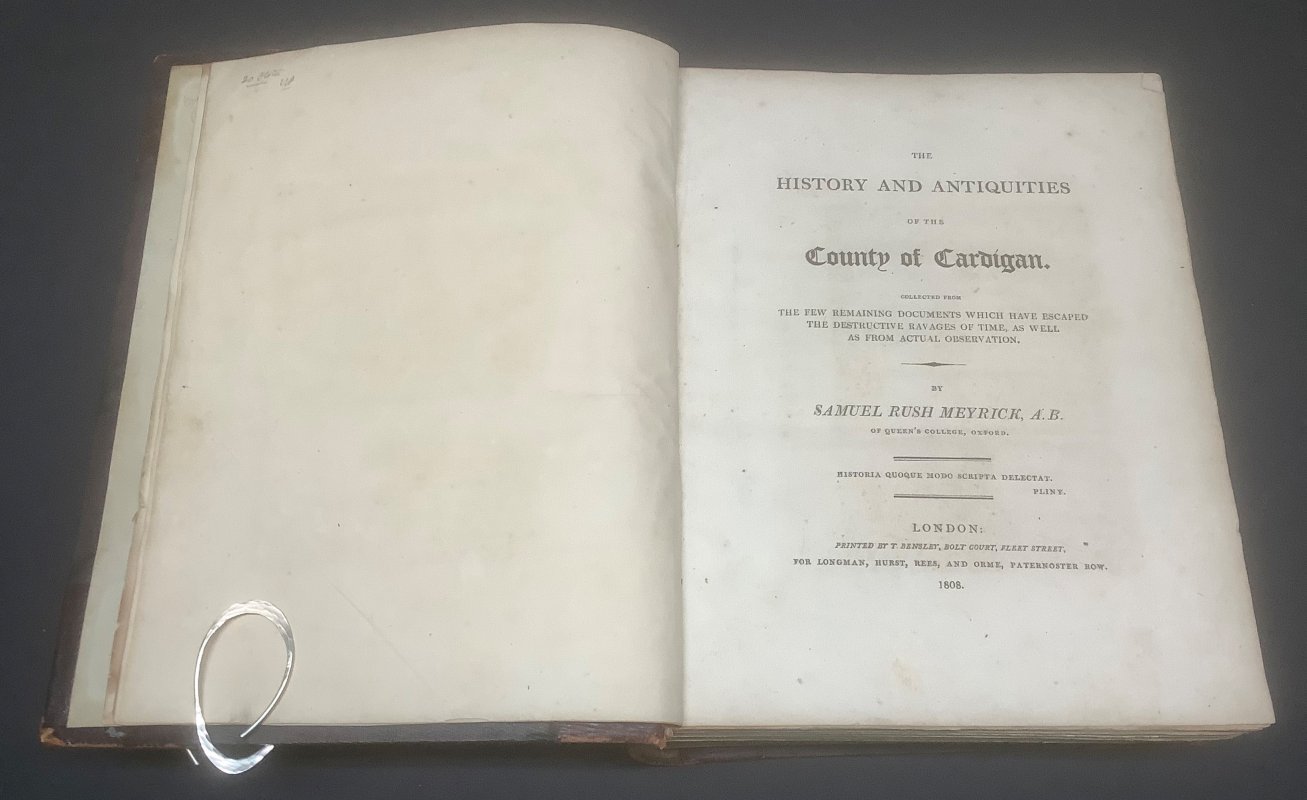 THE
HISTORY AND ANTIQUITIES
OF THE
County of Cardigan.
COLLECTED FROM
THE FEW REMAINING DOCUMENTS WHICH HAVE ESCAPED
THE DESTRUCTIVE RAVAGES OF TIME, AS WELL
AS FROM ACTUAL OBSERVATION.
BY
SAMUEL RUSH MEYRICK, A.B.
OF QUEEN'S COLLEGE, OXFORD.
HISTORIA QUOQUE MODO SCRIPTA DELECTAT.
PLINY.
LONDON:
PRINTED BY T. BENSLEY, BOLT COURT, FLEET STREET,
FOR LONGMAN, HURST, REES, AND ORME, PATERNOSTER ROW.
1808.